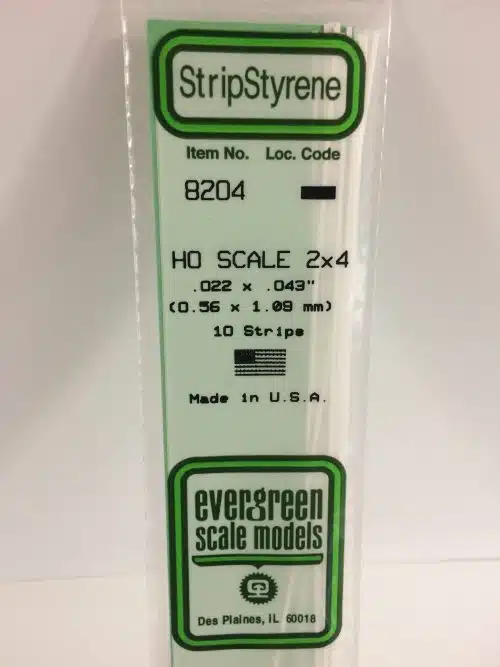 StripStyrene
Item No. Loc. Code
8204
HO SCALE 2x4
.022 x .043"
(0.56 x 1.09 mm)
10 Strips
Made in U.S.A.
evergreen
scale models
Des Plaines, IL 60018